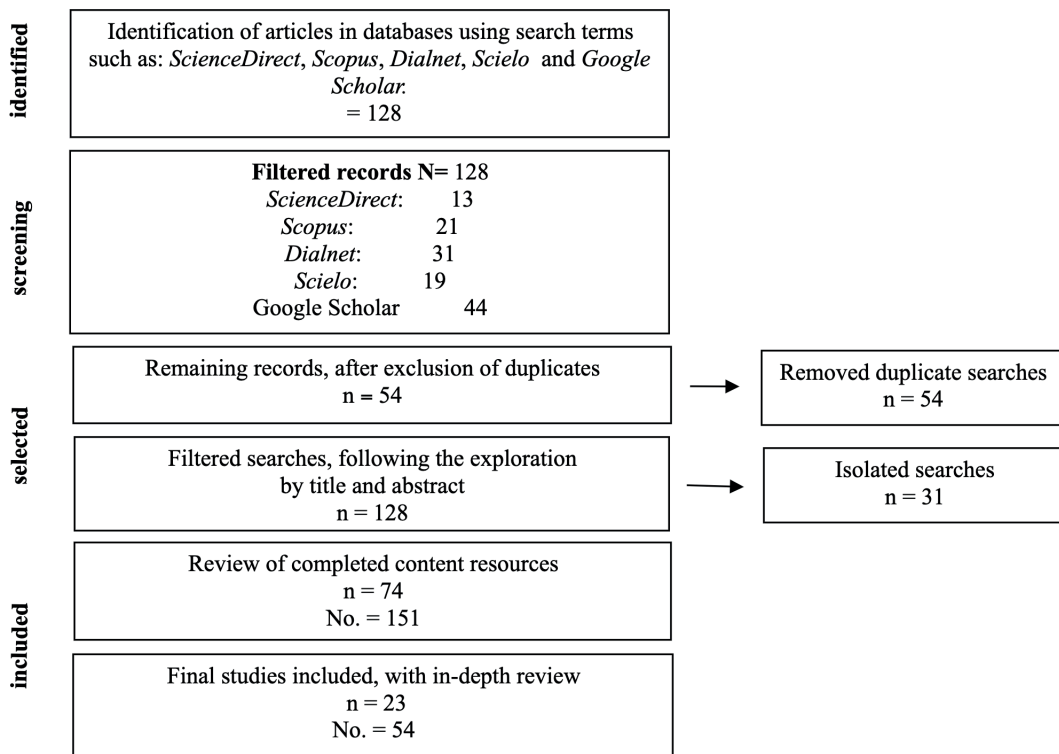 identified
Identification of articles in databases using search terms
such as: ScienceDirect, Scopus, Dialnet, Scielo and Google
Scholar.
= 128
screening
Filtered records N= 128
ScienceDirect: 13
Scopus: 21
Dialnet: 31
Scielo: 19
Google Scholar 44
selected
Remaining records, after exclusion of duplicates
n = 54
Removed duplicate searches
n = 54
Filtered searches, following the exploration
by title and abstract
n = 128
Isolated searches
n = 31
included
Review of completed content resources
n = 74
No. = 151
Final studies included, with in-depth review
n = 23
No. = 54